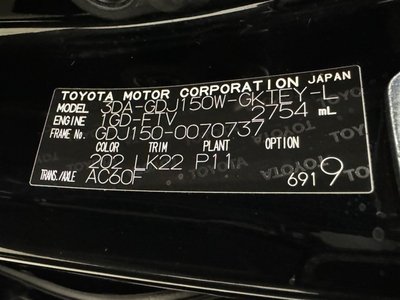 TOYOTA MOTOR CORPORATION JAPAN
MODEL 3DA-GDJ150W-GKTEY-L
ENGINE 1GD-FTV 2754 mL
FRAME No. GDJ150-0070737
COLOR TRIM PLANT OPTION
202 LK22 P11
TRANS./AXLE AC60F 6919